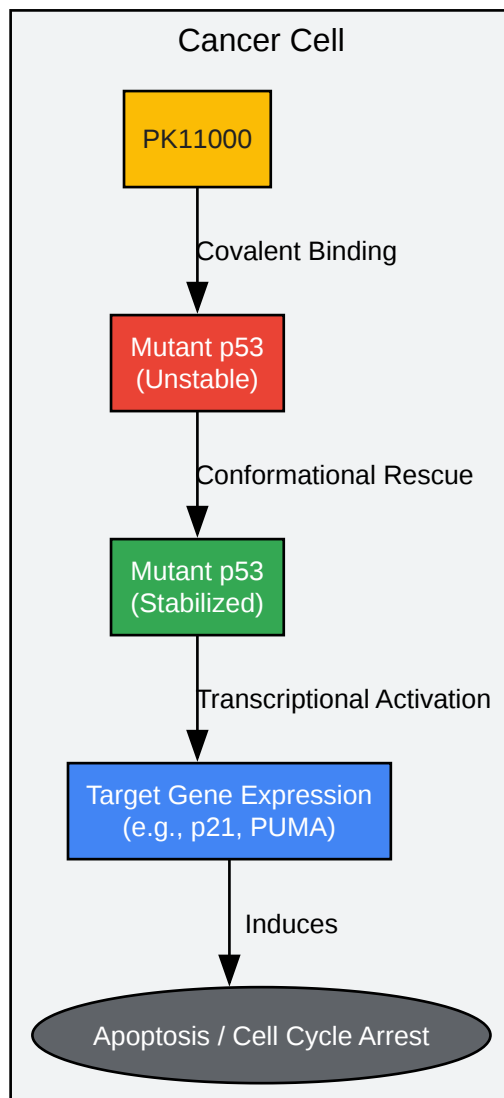 Cancer Cell
PK11000
Covalent Binding
Mutant p53
(Unstable)
Conformational Rescue
Mutant p53
(Stabilized)
Transcriptional Activation
Target Gene Expression
(e.g., p21, PUMA)
Induces
Apoptosis / Cell Cycle Arrest